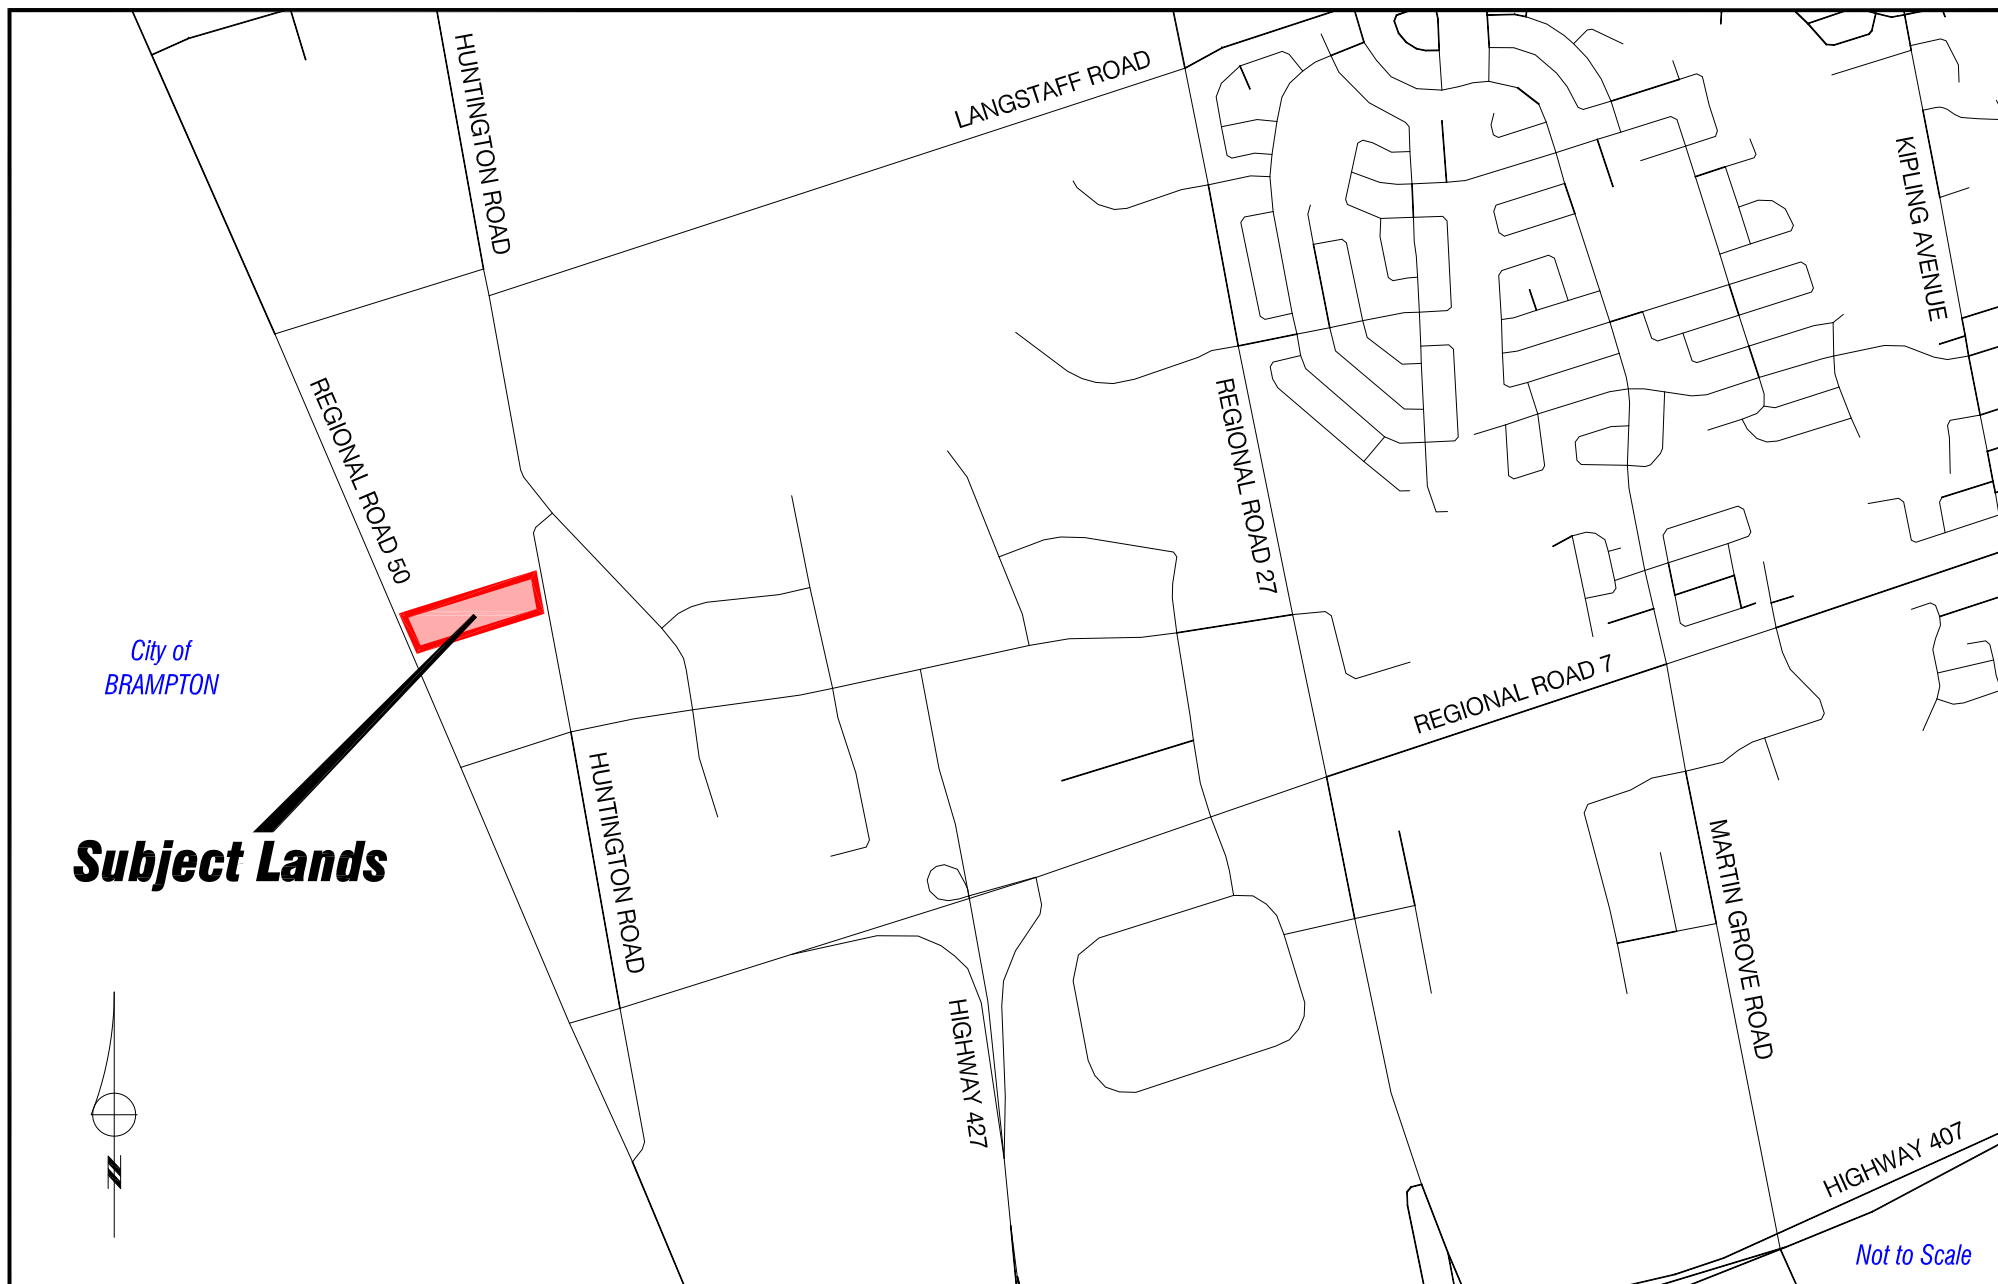 HUNTINGTON ROAD
LANGSTAFF ROAD
KIPLING AVENUE
REGIONAL ROAD 50
REGIONAL ROAD 27
City of
BRAMPTON
REGIONAL ROAD 7
HUNTINGTON ROAD
Subject Lands
MARTIN GROVE ROAD
HIGHWAY 427
N
HIGHWAY 407
Not to Scale